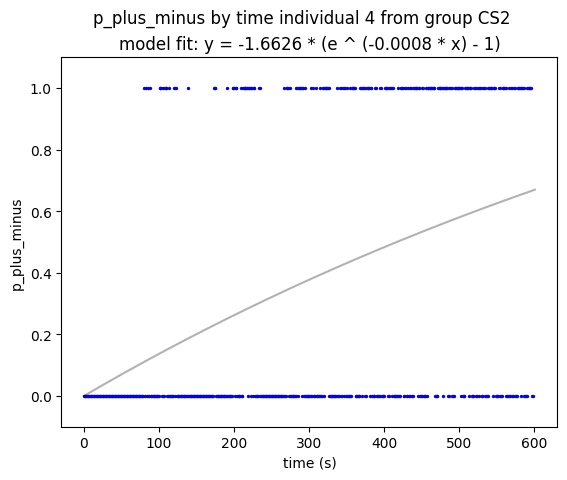 p_plus_minus by time individual 4 from group CS2
model fit: y = -1.6626 * (e ^ (-0.0008 * x) - 1)
1.0
0.8
0.6
0.4
0.2
0.0
p_plus_minus
0 100 200 300 400 500 600
time (s)